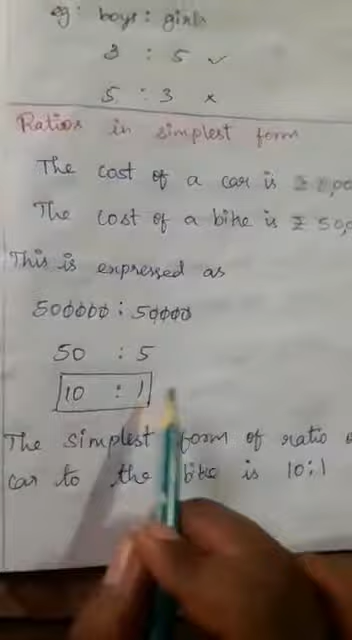 eg: boys: girls
3 : 5 ✓
5 : 3 ×
Ratios in simplest form
The cost of a car is ₹
The cost of a bike is ₹ 50,
This is expressed as
500000 : 50000
50 : 5
10 : 1
The simplest form of ratio
car to the bike is 10:1